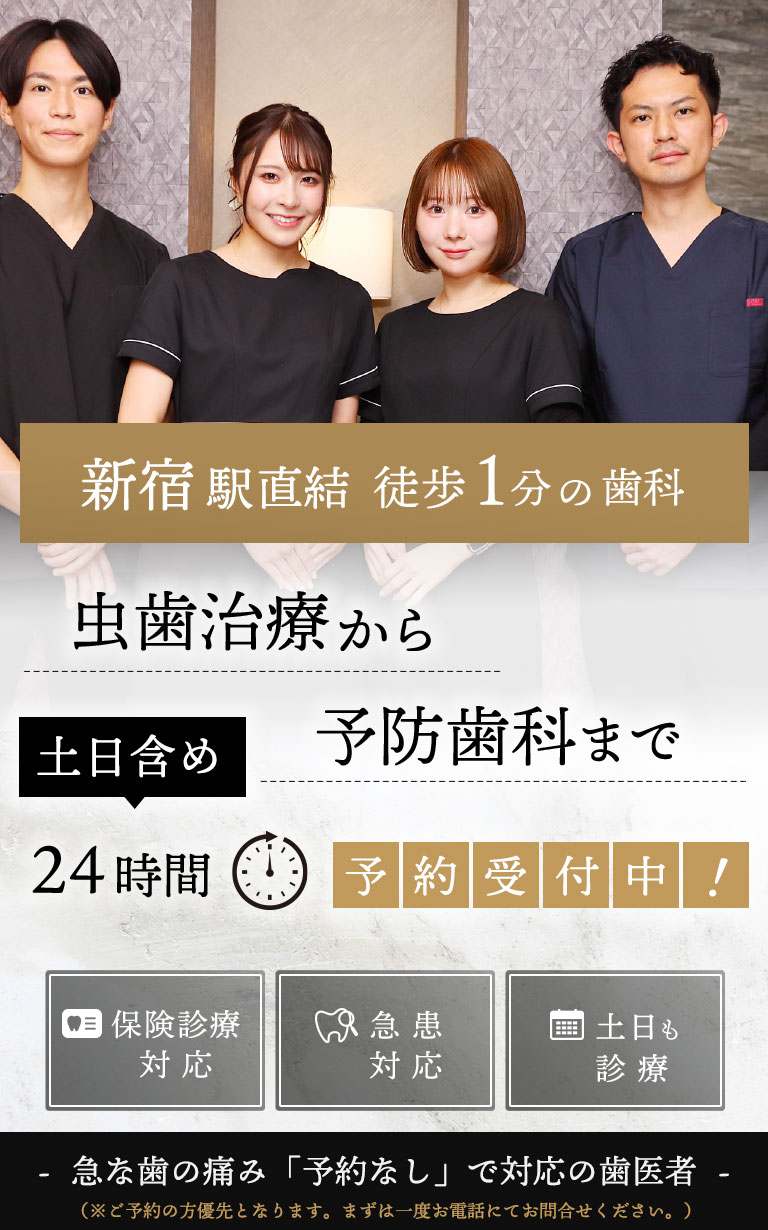 新宿駅直結 徒歩1分の歯科
虫歯治療から
予防歯科まで
土日含め
24時間 予約受付中！
保険診療
対応
急患
対応
土日も
診療
- 急な歯の痛み「予約なし」で対応の歯医者 -
（※ご予約の方優先となります。まずは一度お電話にてお問合せください。）